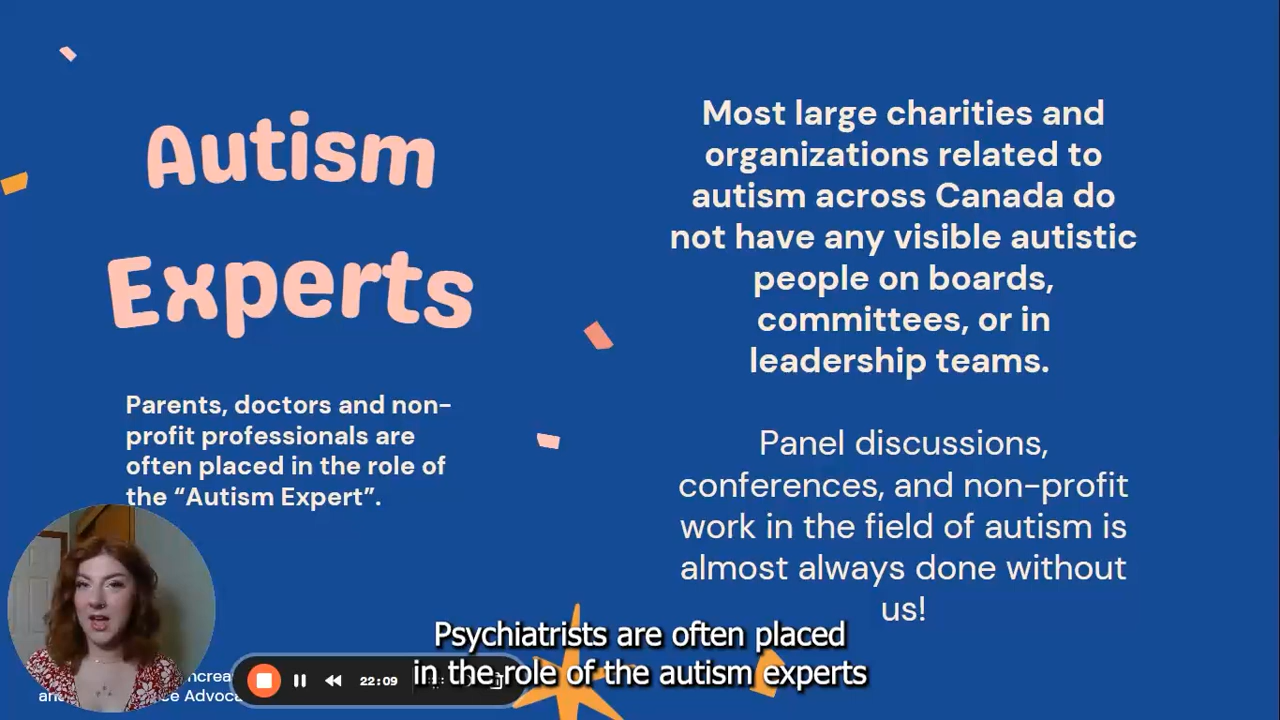 Autism
Experts
Parents, doctors and non-
profit professionals are
often placed in the role of
the “Autism Expert”.
Most large charities and
organizations related to
autism across Canada do
not have any visible autistic
people on boards,
committees, or in
leadership teams.
Panel discussions,
conferences, and non-profit
work in the field of autism is
almost always done without
us!
Psychiatrists are often placed
in the role of the autism experts
22:09